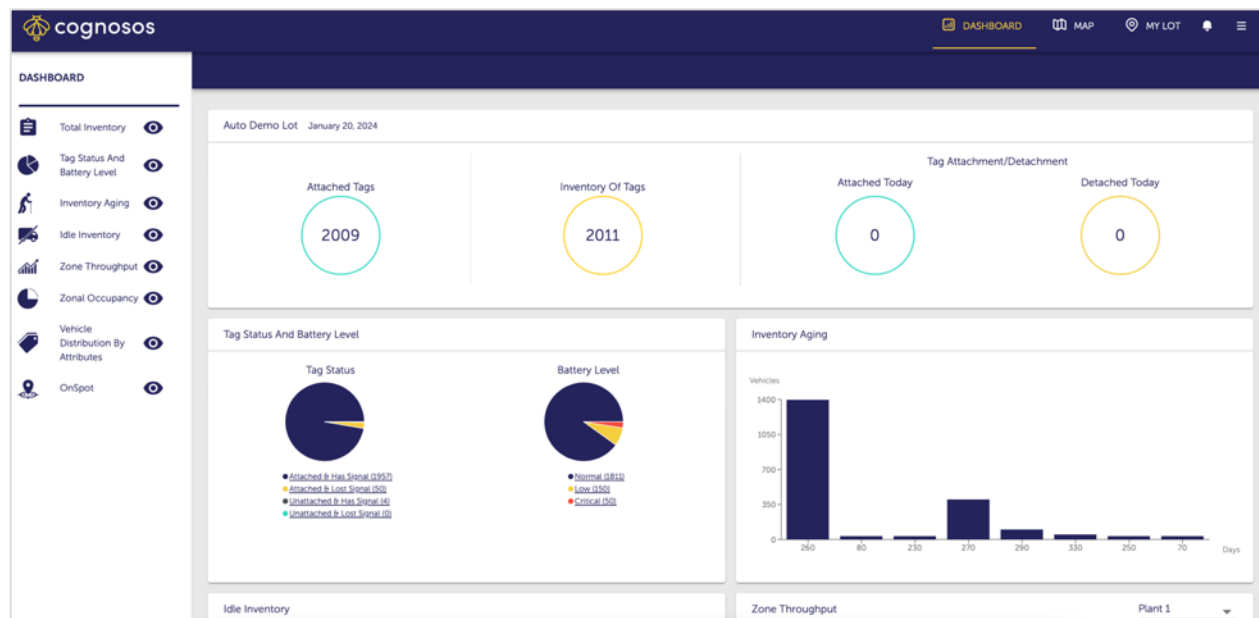 cognosos
DASHBOARD
MAP
MY LOT
DASHBOARD
Total Inventory
Tag Status And
Battery Level
Inventory Aging
Idle Inventory
Zone Throughput
Zonal Occupancy
Vehicle
Distribution By
Attributes
OnSpot
Auto Demo Lot January 20, 2024
Attached Tags
2009
Inventory Of Tags
2011
Tag Attachment/Detachment
Attached Today
0
Detached Today
0
Tag Status And Battery Level
Tag Status
Attached & Has Signal (1957)
Attached & Lost Signal (50)
Unattached & Has Signal (4)
Unattached & Lost Signal (0)
Battery Level
Normal (1811)
Low (150)
Critical (50)
Inventory Aging
Vehicles
1400
1050
700
350
0
260 80 230 270 290 330 250 70 Days
Idle Inventory
Zone Throughput Plant 1